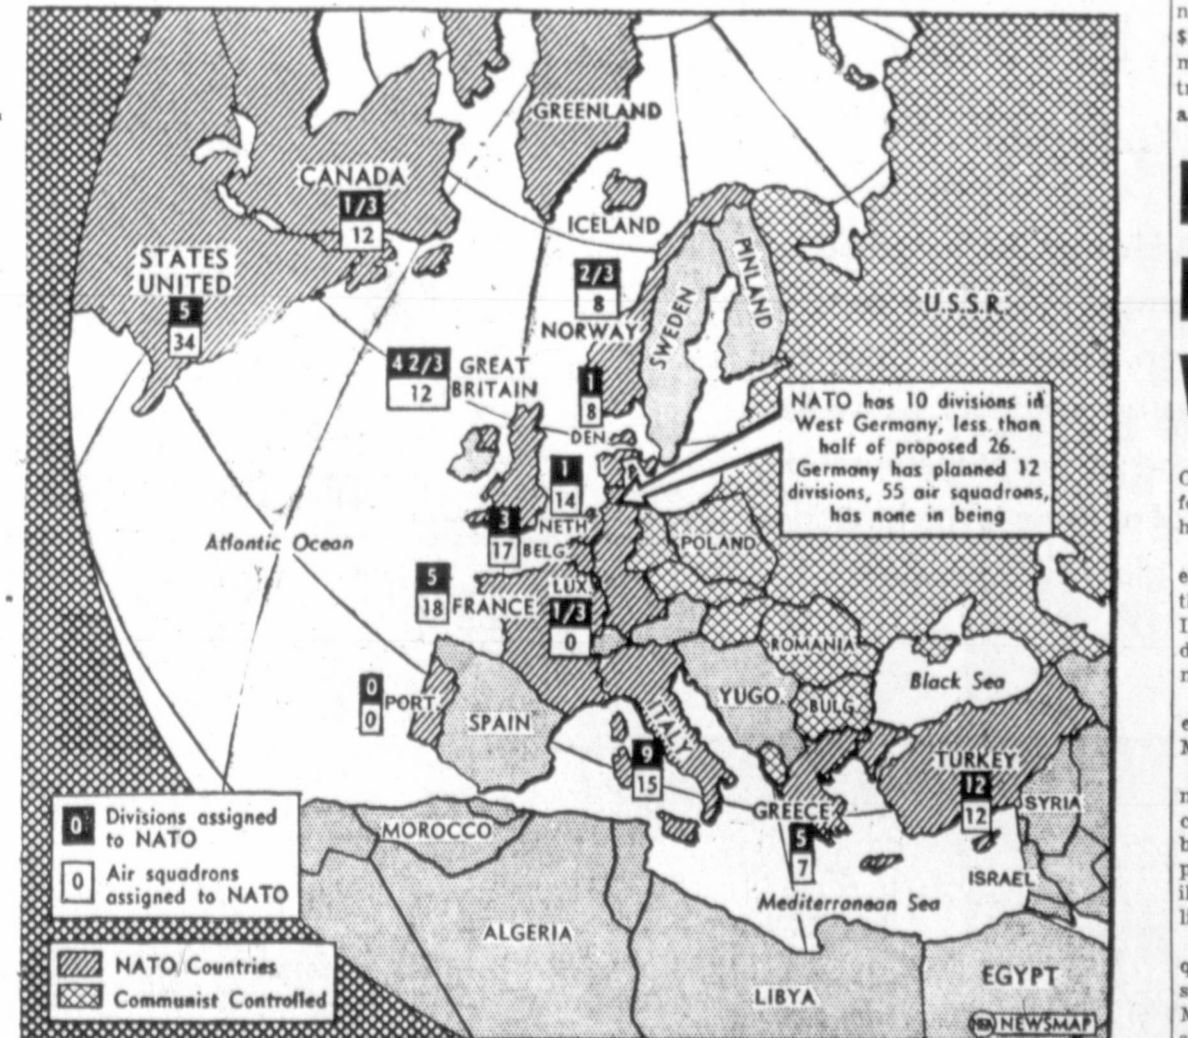 GREENLAND
CANADA
1/3
12
ICELAND
STATES
UNITED
5
34
2/3
8
NORWAY
SWEDEN
FINLAND
U.S.S.R.
4 2/3
12
GREAT
BRITAIN
1
8
DEN.
NATO has 10 divisions in
West Germany, less than
half of proposed 26.
Germany has planned 12
divisions, 55 air squadrons,
has none in being
1
14
NETH
3
17
BELG.
POLAND
Atlantic Ocean
5
18
FRANCE
LUX.
1/3
0
ROMANIA
Black Sea
0
0
PORT.
SPAIN
ITALY
YUGO.
BULG.
9
15
TURKEY
12
12
GREECE
5
7
SYRIA
ISRAEL
Mediterranean Sea
MOROCCO
ALGERIA
LIBYA
EGYPT
0 Divisions assigned
to NATO
0 Air squadrons
assigned to NATO
NATO Countries
Communist Controlled
NEA NEWSMAP